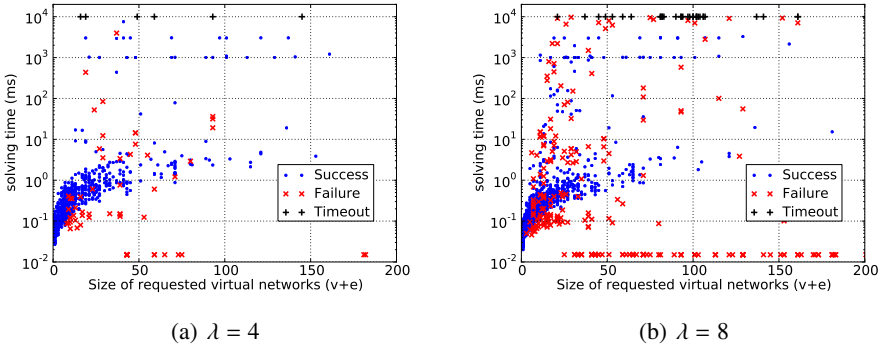 10^4
10^3
10^2
10^1
10^0
10^-1
10^-2
solving time (ms)
0 50 100 150 200
Size of requested virtual networks (v+e)
Success
Failure
Timeout
(a) λ = 4
10^4
10^3
10^2
10^1
10^0
10^-1
10^-2
solving time (ms)
0 50 100 150 200
Size of requested virtual networks (v+e)
Success
Failure
Timeout
(b) λ = 8